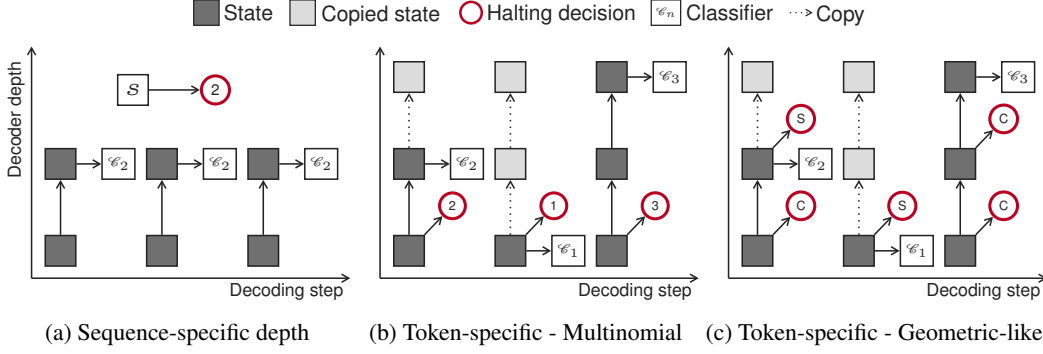 State Copied state Halting decision 𝒞n Classifier Copy
Decoder depth
S 2
𝒞2 𝒞2 𝒞2
Decoding step
𝒞3
𝒞2
2 1 3
𝒞1
Decoding step
𝒞3
S C
𝒞2
C S C
𝒞1
Decoding step
(a) Sequence-specific depth (b) Token-specific - Multinomial (c) Token-specific - Geometric-like